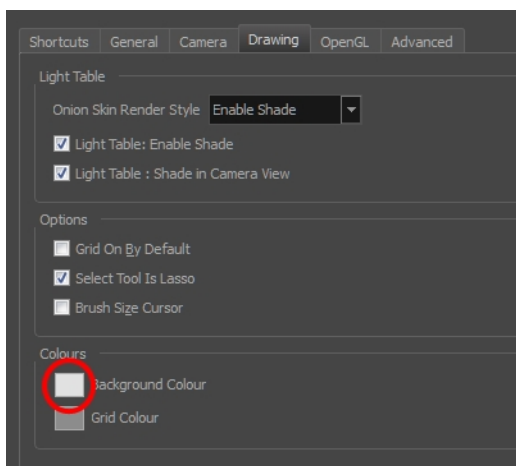 Shortcuts General Camera Drawing OpenGL Advanced
Light Table
Onion Skin Render Style Enable Shade
Light Table: Enable Shade
Light Table : Shade in Camera View
Options
Grid On By Default
Select Tool Is Lasso
Brush Size Cursor
Colours
Background Colour
Grid Colour